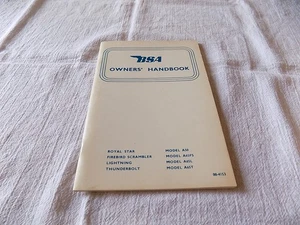 BSA
OWNERS' HANDBOOK
ROYAL STAR MODEL A50
FIREBIRD SCRAMBLER MODEL A65FS
LIGHTNING MODEL A65L
THUNDERBOLT MODEL A65T